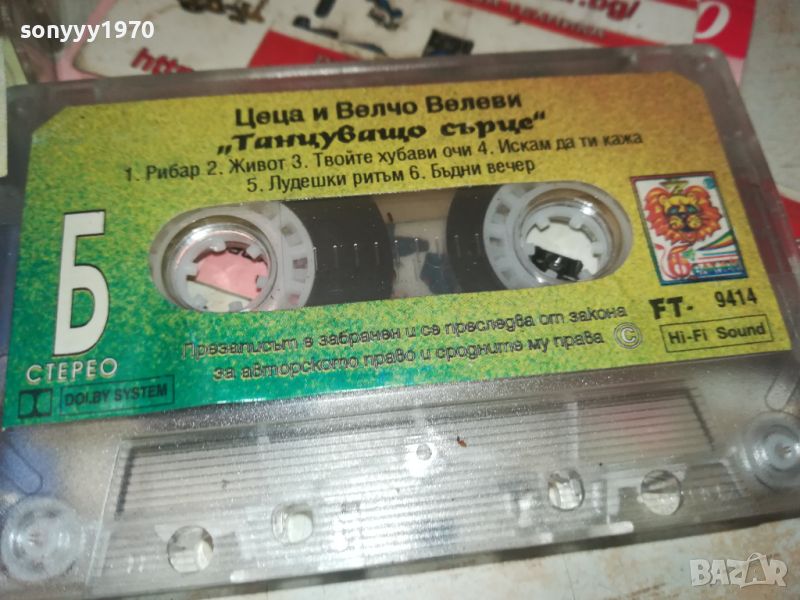 sonyyy1970
Цеца и Велчо Велеви
„Танцуващо сърце“
1. Рибар 2. Живот 3. Твойте хубави очи 4. Искам да ти кажа
5. Лудешки ритъм 6. Бъдни вечер
Б
СТЕРЕО
DOLBY SYSTEM
Презаписът е забранен и се преследва от закона
за авторското право и сродните му права ©
FT- 9414
Hi-Fi Sound
BAZAR